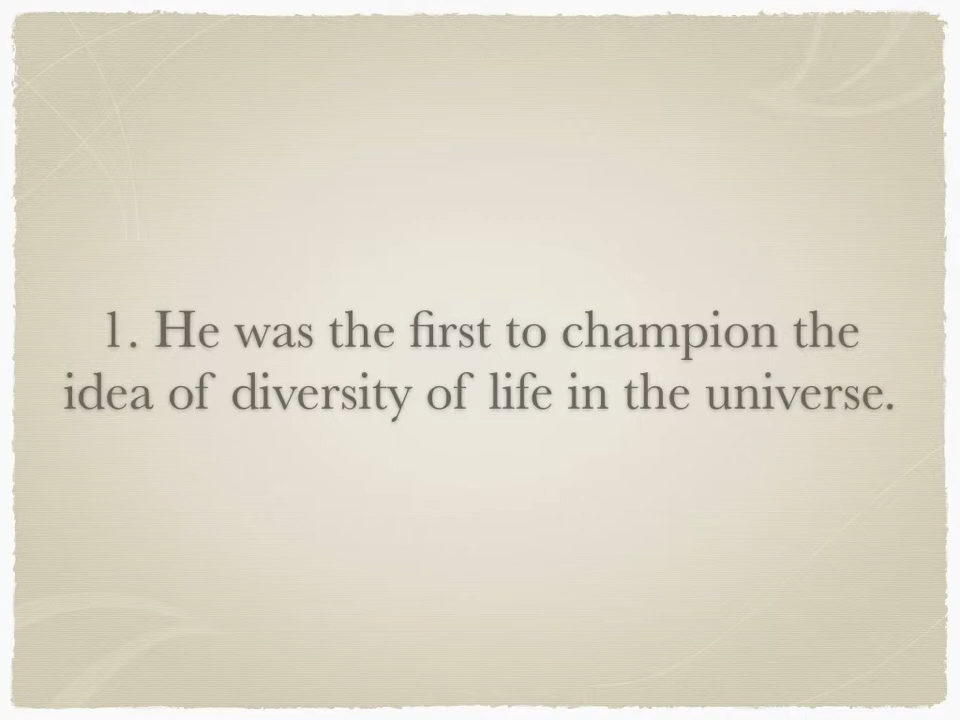 1. He was the first to champion the
idea of diversity of life in the universe.